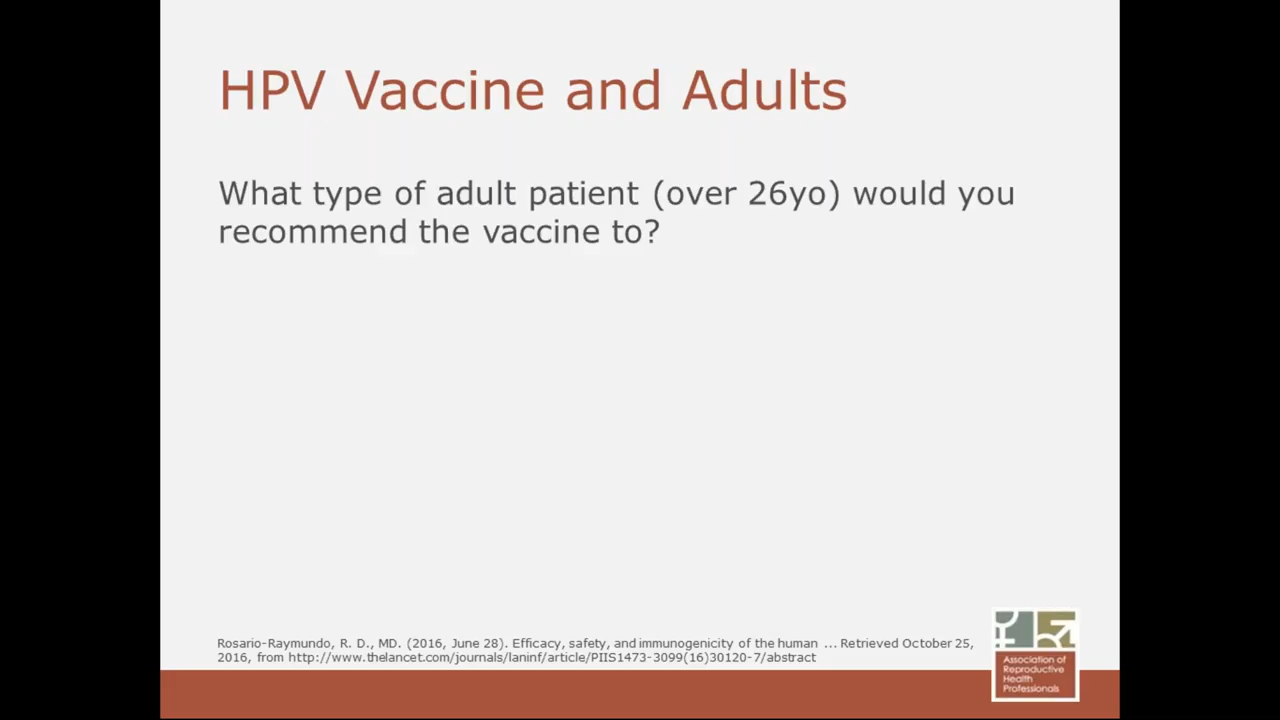 HPV Vaccine and Adults
What type of adult patient (over 26yo) would you
recommend the vaccine to?
Rosario-Raymundo, R. D., MD. (2016, June 28). Efficacy, safety, and immunogenicity of the human ... Retrieved October 25,
2016, from http://www.thelancet.com/journals/laninf/article/PIIS1473-3099(16)30120-7/abstract
Association of
Reproductive
Health
Professionals